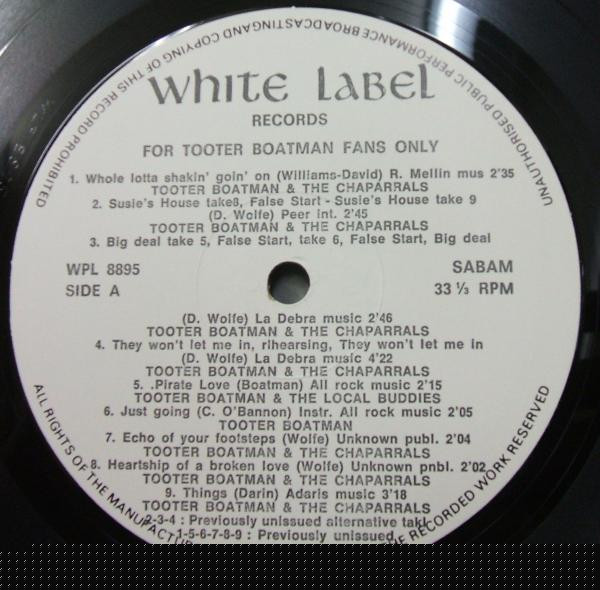 UNAUTHORISED PUBLIC PERFORMANCE BROADCASTING AND COPYING OF THIS RECORD PROHIBITED
White Label
RECORDS
FOR TOOTER BOATMAN FANS ONLY
1. Whole lotta shakin' goin' on (Williams-David) R. Mellin mus 2'35
TOOTER BOATMAN & THE CHAPARRALS
2. Susie's House take8, False Start - Susie's House take 9
(D. Wolfe) Peer int. 2'45
TOOTER BOATMAN & THE CHAPARRALS
3. Big deal take 5, False Start, take 6, False Start, Big deal
WPL 8895
SABAM
SIDE A
33 ⅓ RPM
(D. Wolfe) La Debra music 2'46
TOOTER BOATMAN & THE CHAPARRALS
4. They won't let me in, rihearsing, They won't let me in
(D. Wolfe) La Debra music 4'22
TOOTER BOATMAN & THE CHAPARRALS
5. .Pirate Love (Boatman) All rock music 2'15
TOOTER BOATMAN & THE LOCAL BUDDIES
6. Just going (C. O'Bannon) Instr. All rock music 2'05
TOOTER BOATMAN
7. Echo of your footsteps (Wolfe) Unknown publ. 2'04
TOOTER BOATMAN & THE CHAPARRALS
8. Heartship of a broken love (Wolfe) Unknown pnbl. 2'02
TOOTER BOATMAN & THE CHAPARRALS
9. Things (Darin) Adaris music 3'18
TOOTER BOATMAN & THE CHAPARRALS
2-3-4 : Previously unissued alternative takl
1-5-6-7-8-9 : Previously unissued
ALL RIGHTS OF THE MANUFACTU
THE RECORDED WORK RESERVED